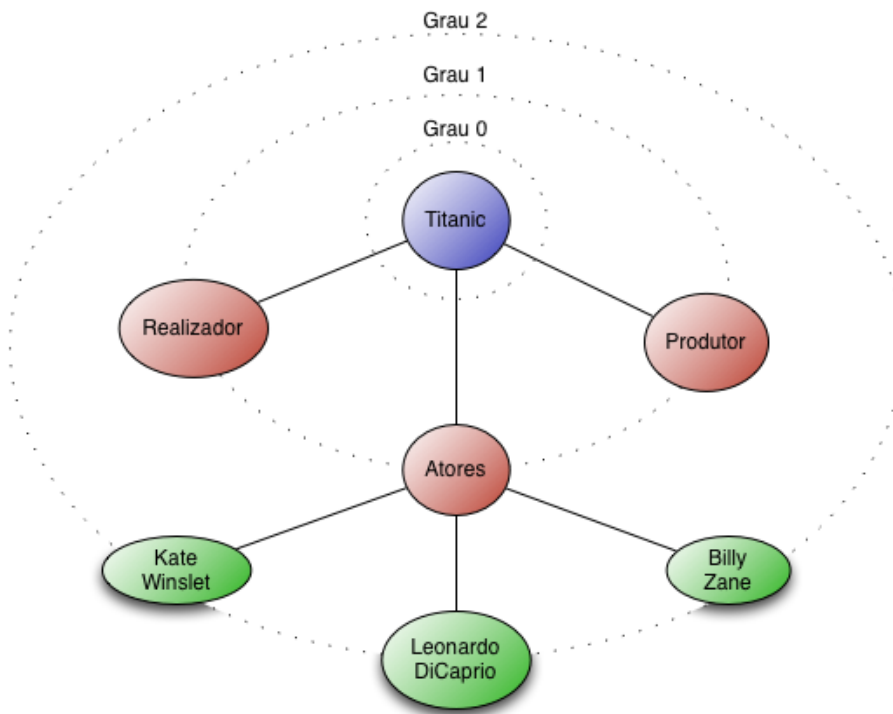 Grau 2
Grau 1
Grau 0
Titanic
Realizador
Produtor
Atores
Kate
Winslet
Billy
Zane
Leonardo
DiCaprio